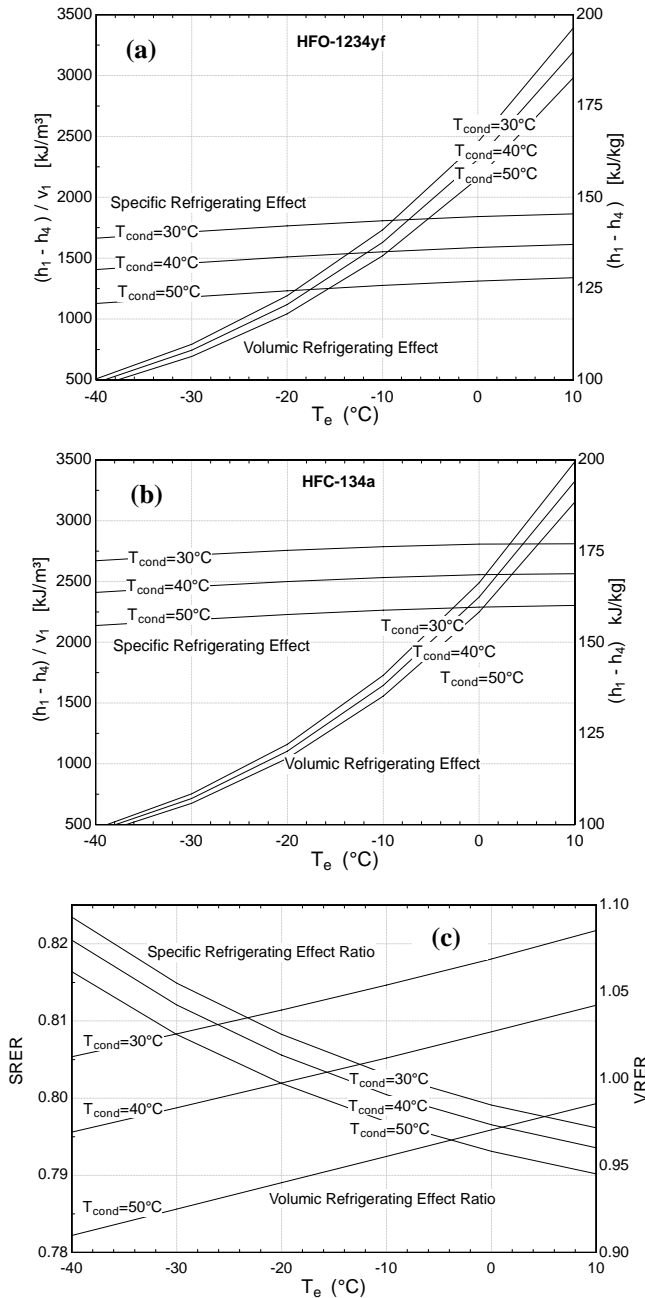 (a)
HFO-1234yf
3500
3000
2500
2000
1500
1000
500
(h1 - h4) / v1 [kJ/m³]
200
175
150
125
100
(h1 - h4) [kJ/kg]
Tcond=30°C
Tcond=40°C
Tcond=50°C
Specific Refrigerating Effect
Tcond=30°C
Tcond=40°C
Tcond=50°C
Volumic Refrigerating Effect
-40 -30 -20 -10 0 10
Te (°C)
(b)
HFC-134a
3500
3000
2500
2000
1500
1000
500
(h1 - h4) / v1 [kJ/m³]
200
175
150
125
100
(h1 - h4) kJ/kg]
Tcond=30°C
Tcond=40°C
Tcond=50°C
Specific Refrigerating Effect
Tcond=30°C
Tcond=40°C
Tcond=50°C
Volumic Refrigerating Effect
-40 -30 -20 -10 0 10
Te (°C)
(c)
0.82
0.81
0.80
0.79
0.78
SRER
1.10
1.05
1.00
0.95
0.90
VRER
Specific Refrigerating Effect Ratio
Tcond=30°C
Tcond=40°C
Tcond=50°C
Tcond=30°C
Tcond=40°C
Tcond=50°C
Volumic Refrigerating Effect Ratio
-40 -30 -20 -10 0 10
Te (°C)